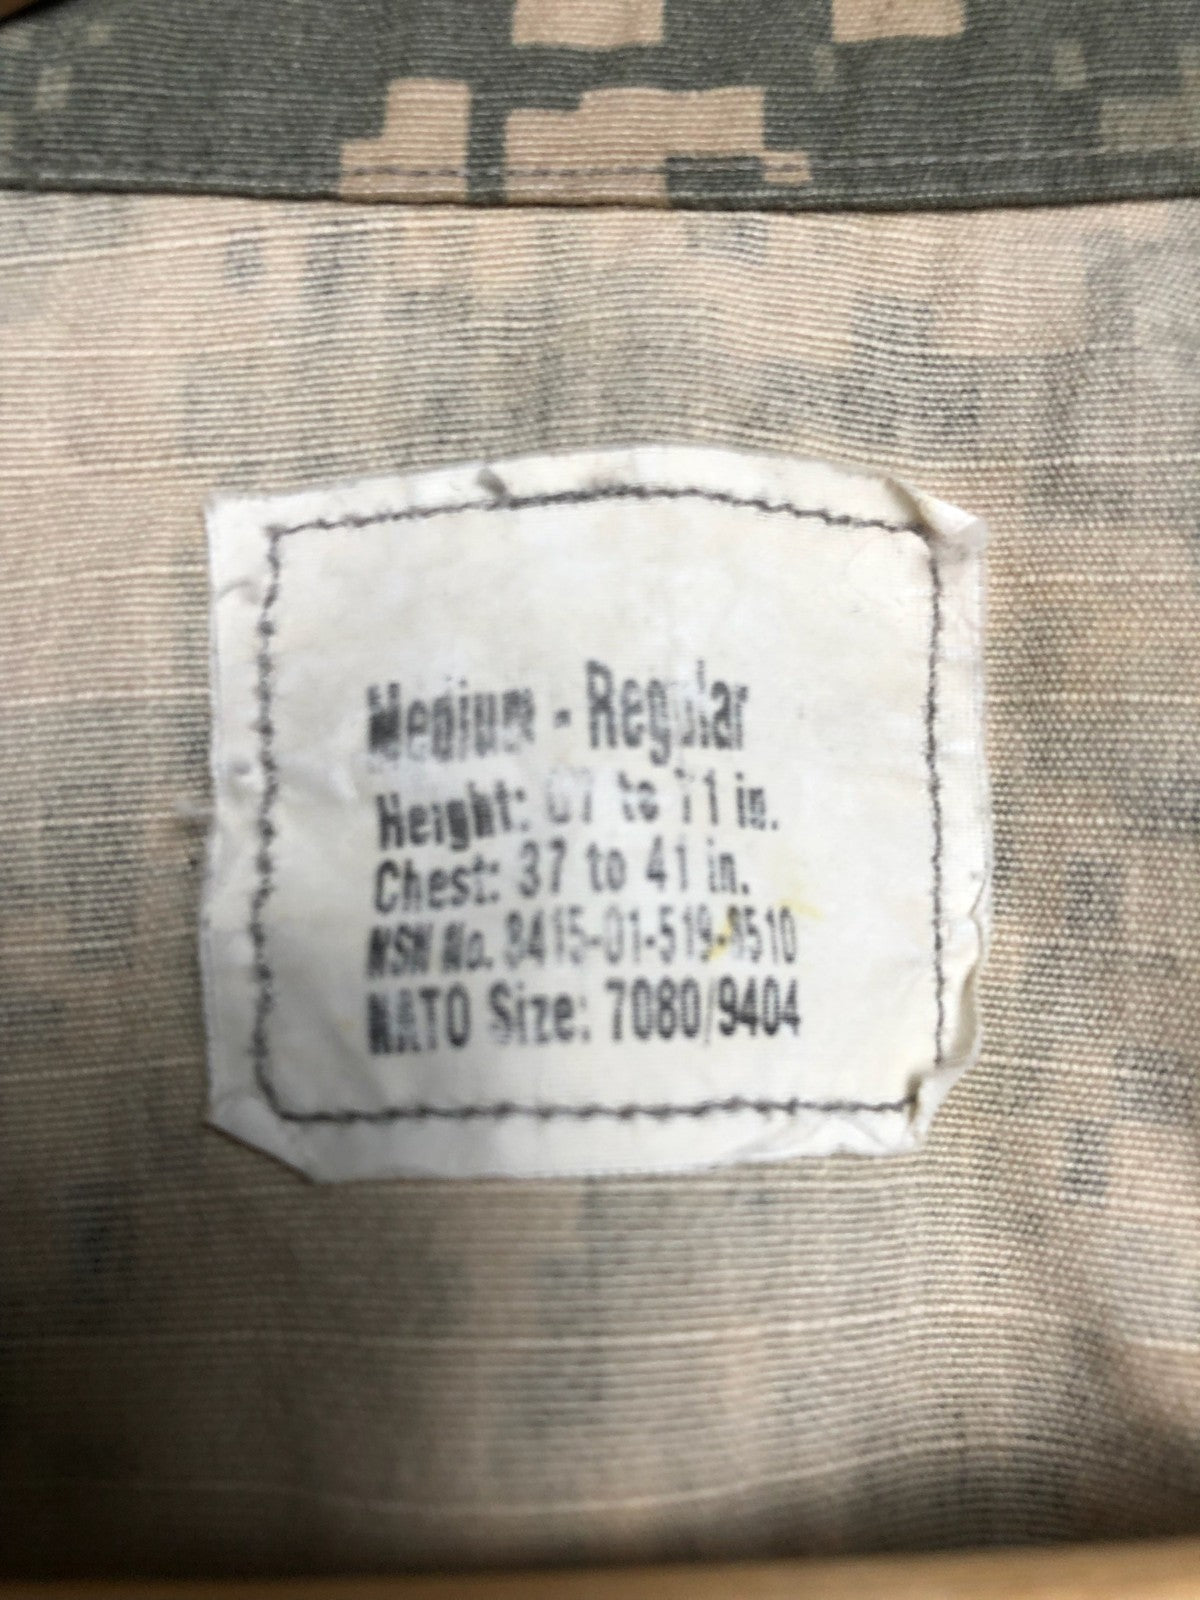 Medium - Regular
Height: 67 to 71 in.
Chest: 37 to 41 in.
NSN No. 8415-01-519-8510
NATO Size: 7080/9404